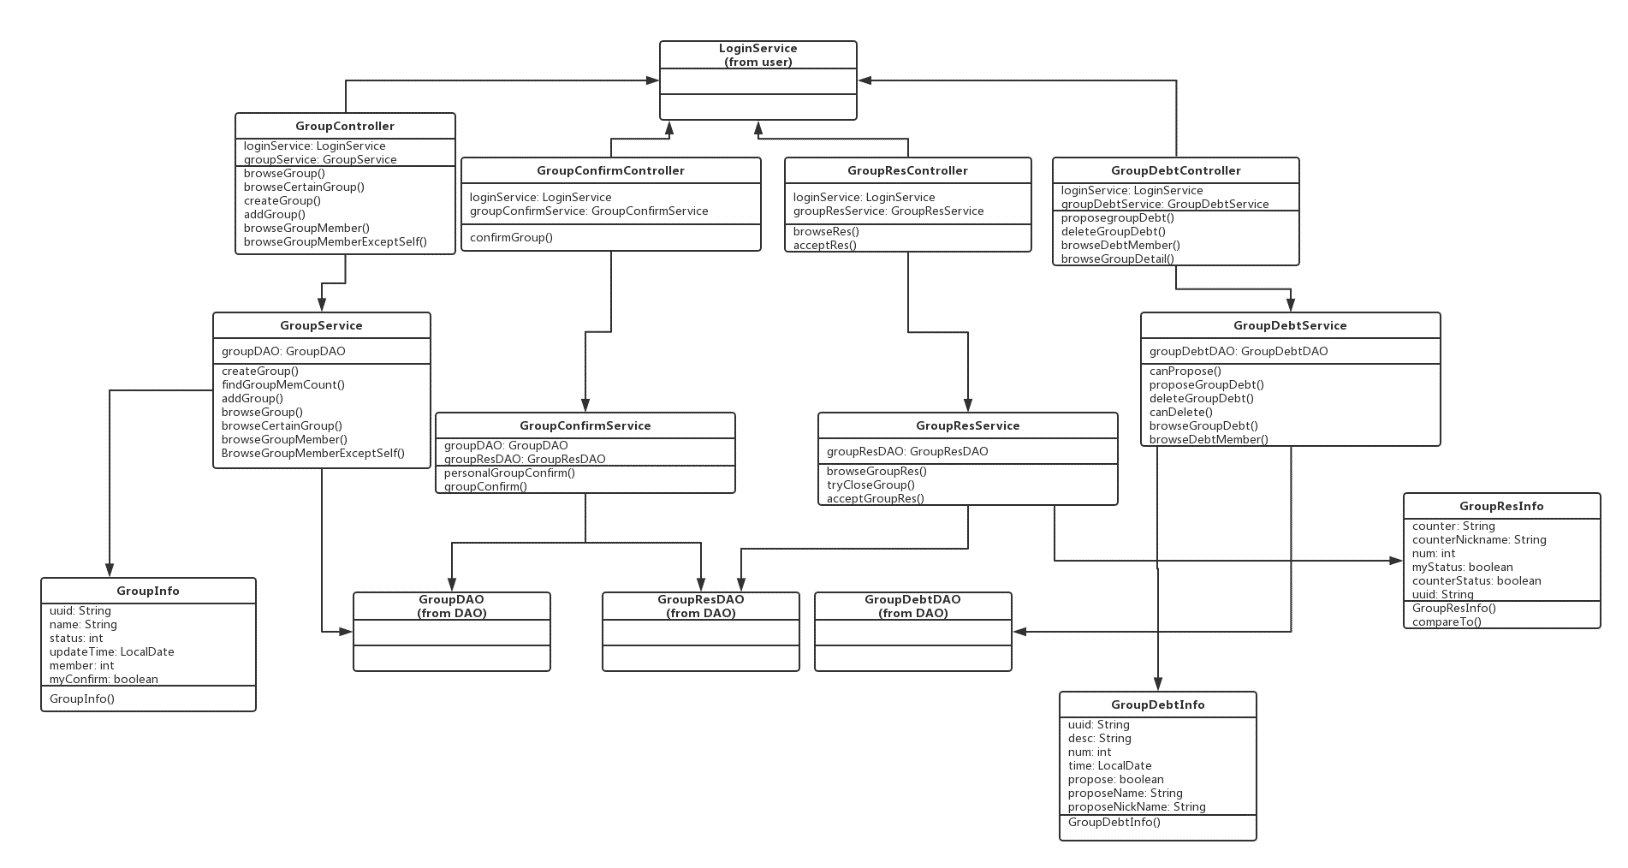 LoginService
(from user)
GroupController
loginService: LoginService
groupService: GroupService
browseGroup()
browseCertainGroup()
createGroup()
addGroup()
browseGroupMember()
browseGroupMemberExceptSelf()
GroupConfirmController
loginService: LoginService
groupConfirmService: GroupConfirmService
confirmGroup()
GroupResController
loginService: LoginService
groupResService: GroupResService
browseRes()
acceptRes()
GroupDebtController
loginService: LoginService
groupDebtService: GroupDebtService
proposegroupDebt()
deleteGroupDebt()
browseDebtMember()
browseGroupDetail()
GroupService
groupDAO: GroupDAO
createGroup()
findGroupMemCount()
addGroup()
browseGroup()
browseCertainGroup()
browseGroupMember()
BrowseGroupMemberExceptSelf()
GroupDebtService
groupDebtDAO: GroupDebtDAO
canPropose()
proposeGroupDebt()
deleteGroupDebt()
canDelete()
browseGroupDebt()
browseDebtMember()
GroupConfirmService
groupDAO: GroupDAO
groupResDAO: GroupResDAO
personalGroupConfirm()
groupConfirm()
GroupResService
groupResDAO: GroupResDAO
browseGroupRes()
tryCloseGroup()
acceptGroupRes()
GroupResInfo
counter: String
counterNickname: String
num: int
myStatus: boolean
counterStatus: boolean
uuid: String
GroupResInfo()
compareTo()
GroupInfo
uuid: String
name: String
status: int
updateTime: LocalDate
member: int
myConfirm: boolean
GroupInfo()
GroupDAO
(from DAO)
GroupResDAO
(from DAO)
GroupDebtDAO
(from DAO)
GroupDebtInfo
uuid: String
desc: String
num: int
time: LocalDate
propose: boolean
proposeName: String
proposeNickName: String
GroupDebtInfo()